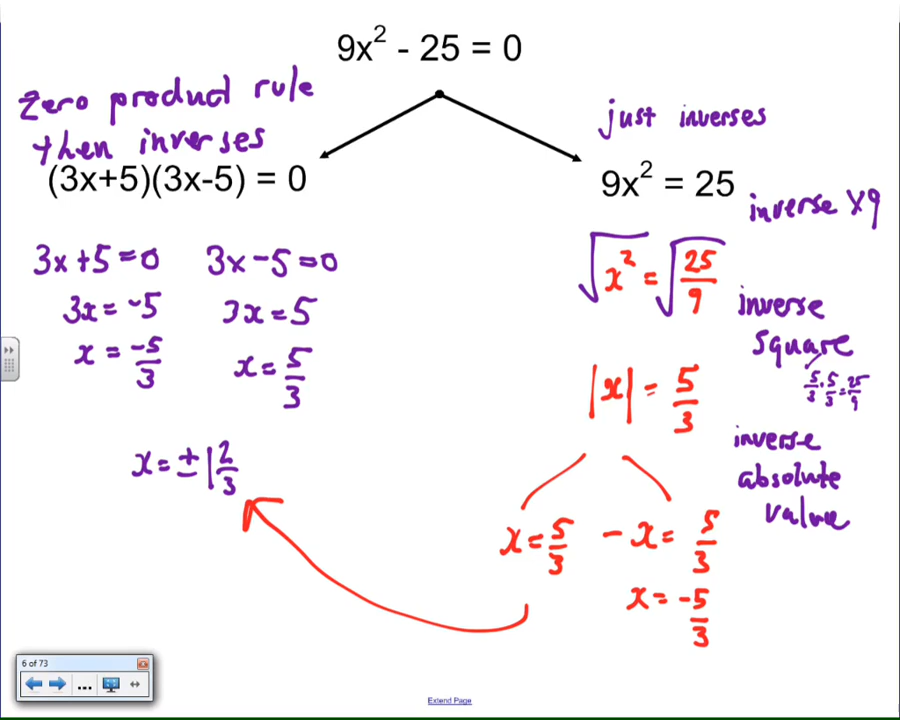 9x² - 25 = 0
Zero product rule
then inverses
(3x+5)(3x-5) = 0
3x+5=0 3x-5=0
3x=-5 3x=5
x = -5/3 x = 5/3
x = ± 1 2/3
just inverses
9x² = 25
inverse x9
√x² = √25/9
inverse
square
5/3 · 5/3 = 25/9
|x| = 5/3
inverse
absolute
value
x = 5/3 -x = 5/3
x = -5/3
6 of 73
...
Extend Page